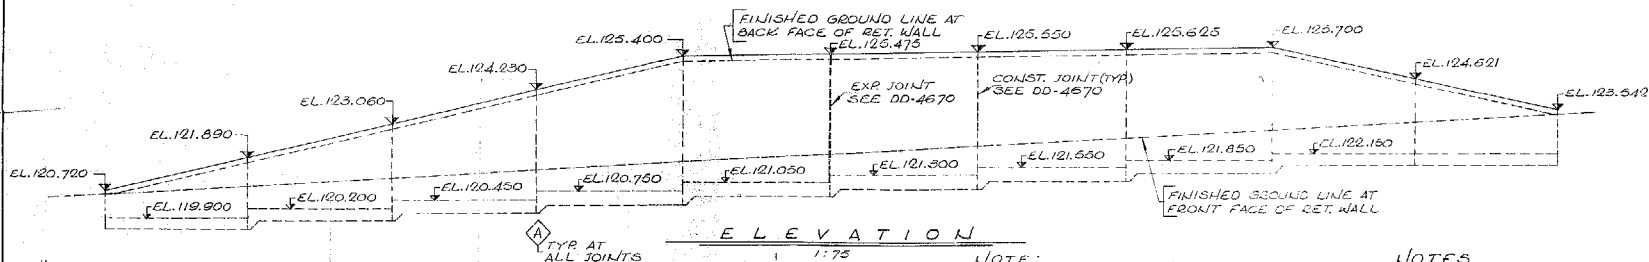 FINISHED GROUND LINE AT
BACK FACE OF RET. WALL
EL.125.400
EL.125.475
EL.125.550
EL.125.625
EL.125.700
EL.124.230
EL.124.621
EL.123.060
EXP. JOINT
SEE DD-4670
CONST. JOINT (TYP.)
SEE DD-4670
EL.123.542
EL.121.890
EL.120.720
EL.119.900
EL.120.200
EL.120.450
EL.120.750
EL.121.050
EL.121.300
EL.121.550
EL.121.850
EL.122.150
FINISHED GROUND LINE AT
FRONT FACE OF RET. WALL
A
TYP. AT
ALL JOINTS
ELEVATION
1:75
NOTE:
NOTES